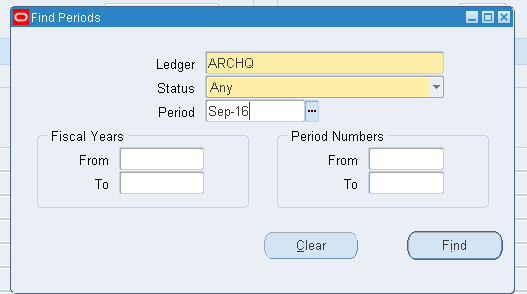 Find Periods
Ledger ARCHQ
Status Any
Period Sep-16 ...
Fiscal Years Period Numbers
From From
To To
Clear Find